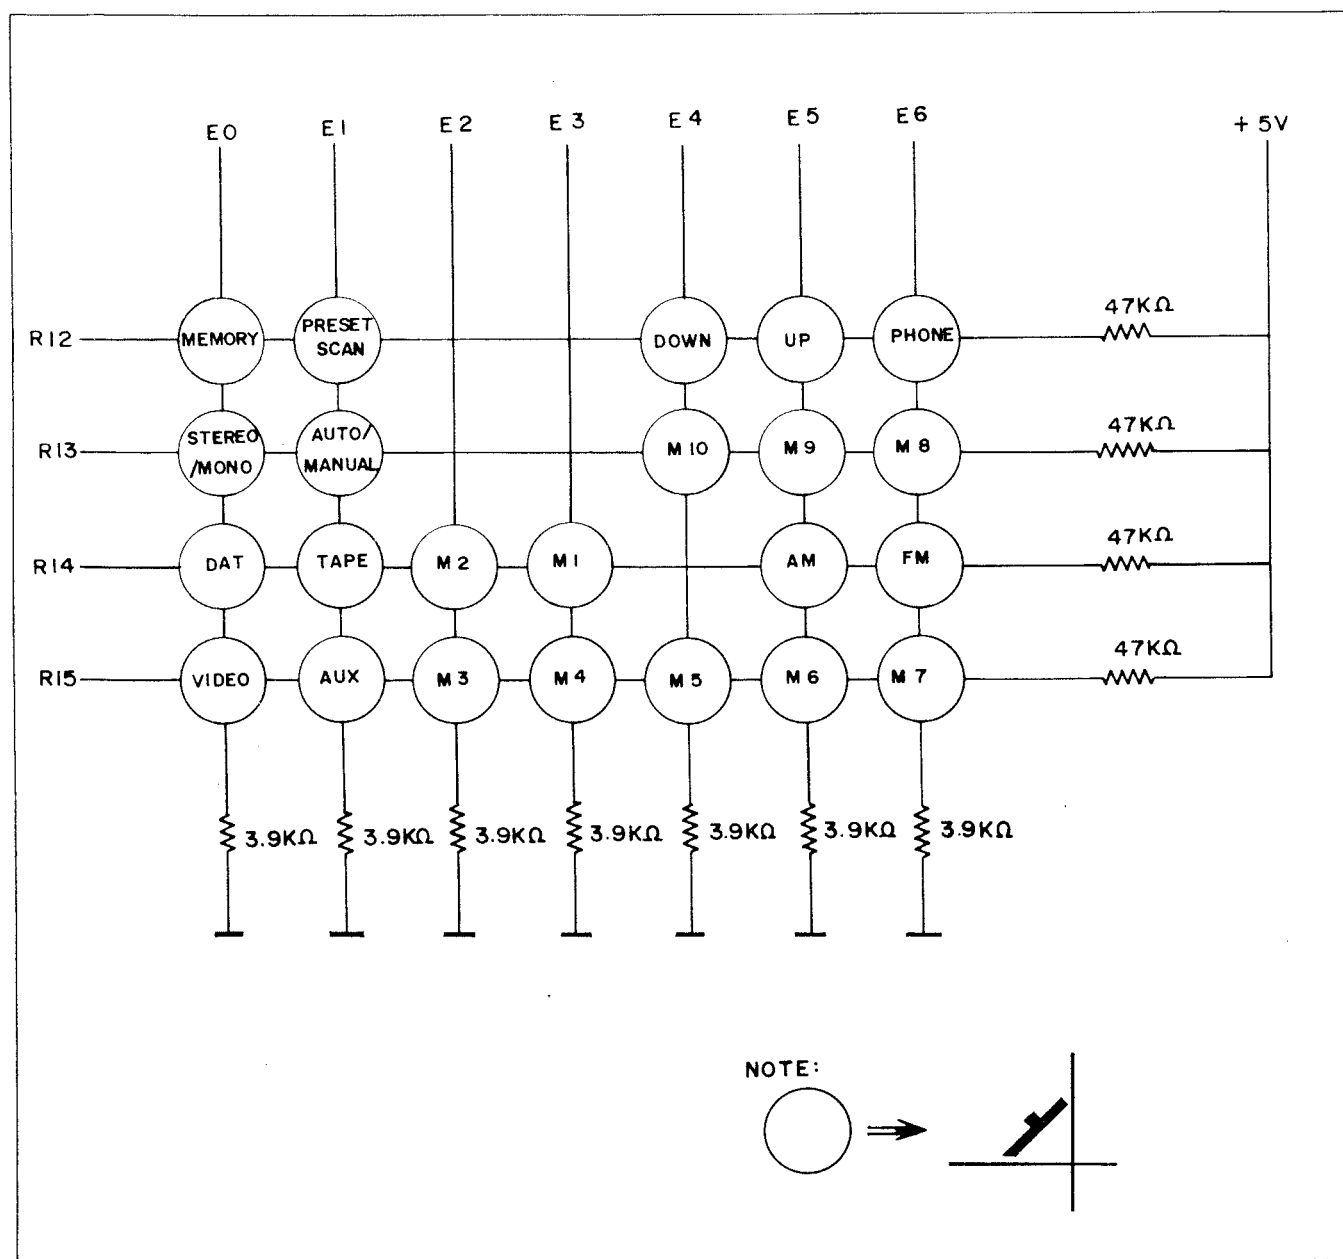 E0 E1 E2 E3 E4 E5 E6 +5V
R12 MEMORY PRESET SCAN DOWN UP PHONE 47KΩ
R13 STEREO /MONO AUTO/ MANUAL M10 M9 M8 47KΩ
R14 DAT TAPE M2 M1 AM FM 47KΩ
R15 VIDEO AUX M3 M4 M5 M6 M7 47KΩ
3.9KΩ 3.9KΩ 3.9KΩ 3.9KΩ 3.9KΩ 3.9KΩ 3.9KΩ
NOTE: